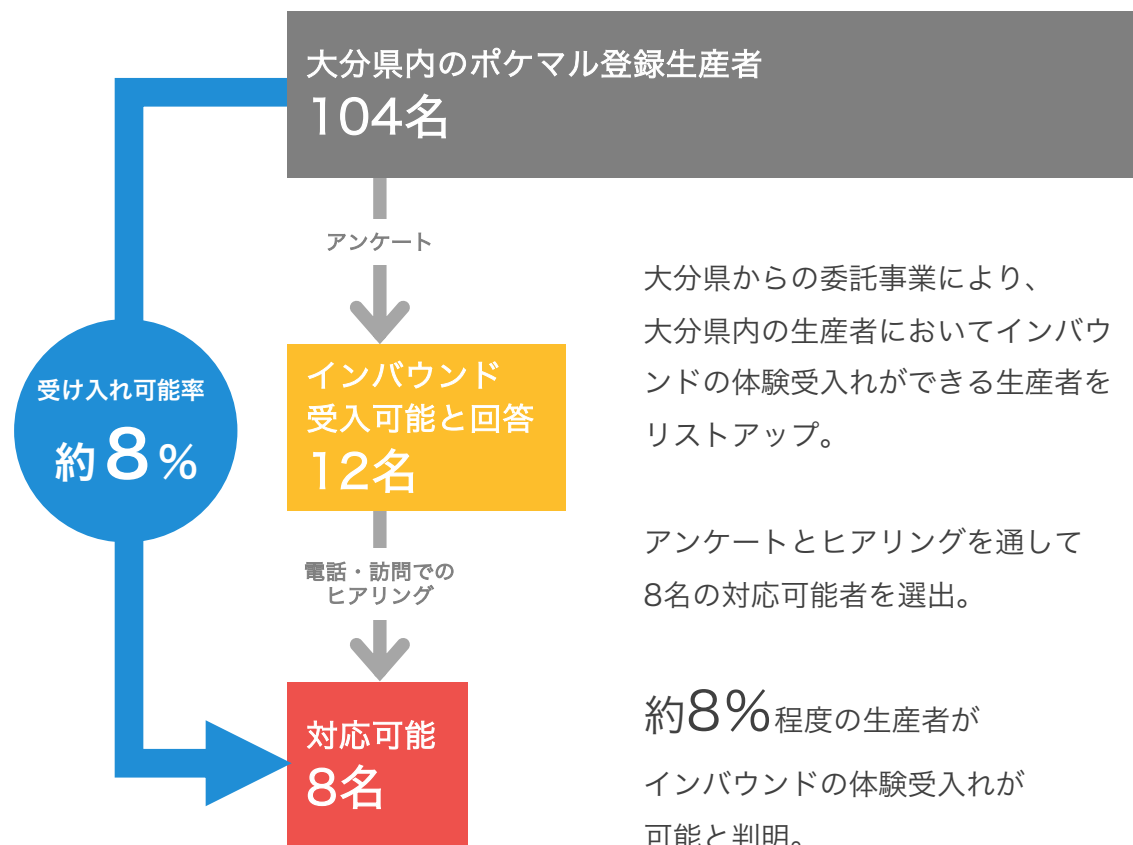 大分県内のポケマル登録生産者
104名
アンケート
インバウンド
受入可能と回答
12名
電話・訪問での
ヒアリング
対応可能
8名
受け入れ可能率
約8%
大分県からの委託事業により、
大分県内の生産者においてインバウ
ンドの体験受入れができる生産者を
リストアップ。
アンケートとヒアリングを通して
8名の対応可能者を選出。
約8%程度の生産者が
インバウンドの体験受入れが
可能と判明。